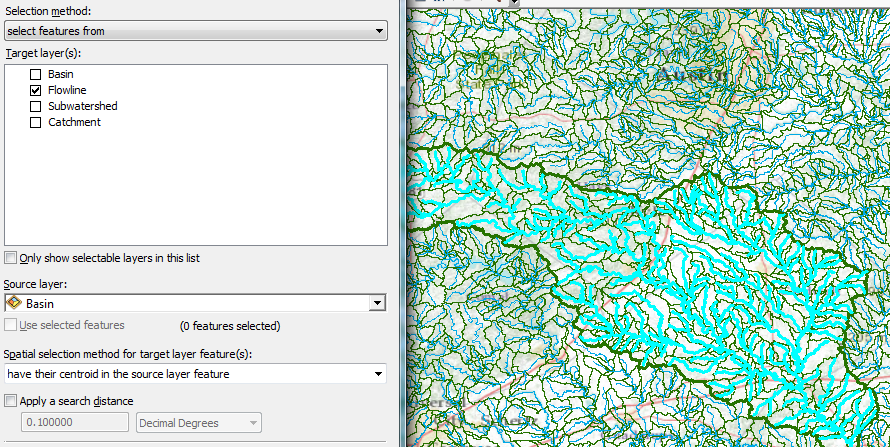 Selection method:
select features from
Target layer(s):
Basin
Flowline
Subwatershed
Catchment
Only show selectable layers in this list
Source layer:
Basin
Use selected features (0 features selected)
Spatial selection method for target layer feature(s):
have their centroid in the source layer feature
Apply a search distance
0.100000 Decimal Degrees
Austin